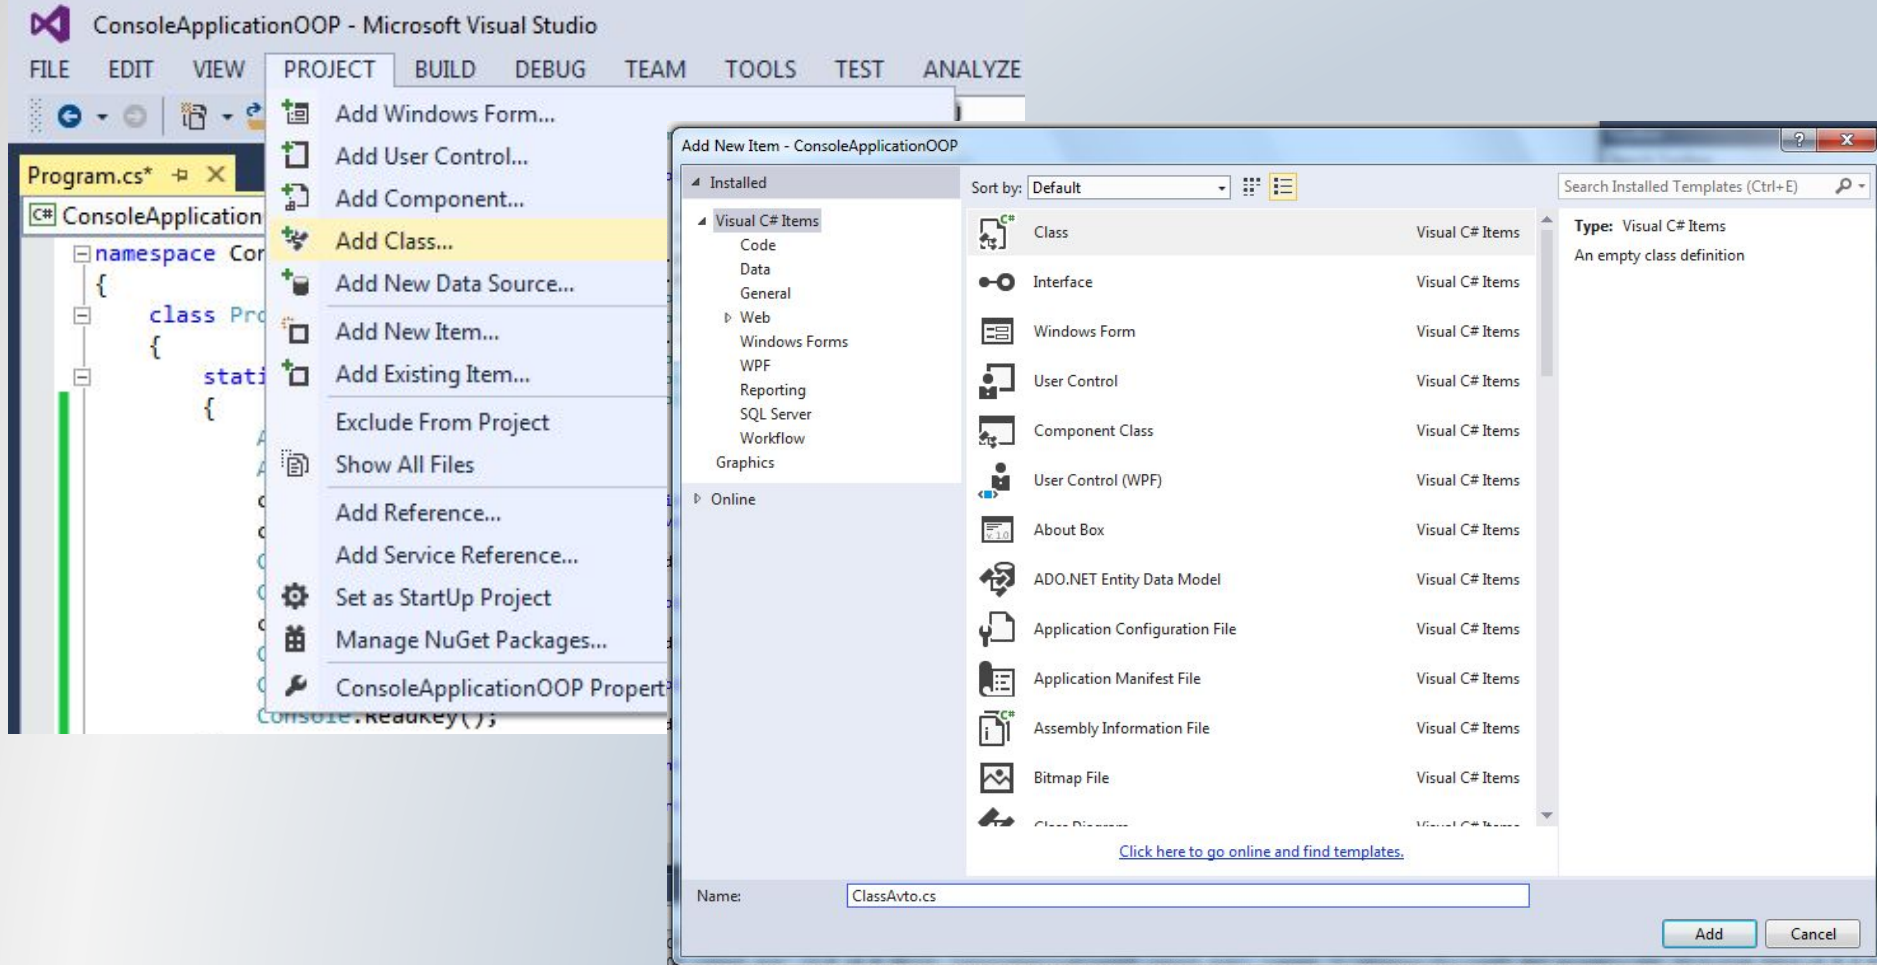 ConsoleApplicationOOP - Microsoft Visual Studio
FILE EDIT VIEW PROJECT BUILD DEBUG TEAM TOOLS TEST ANALYZE
Add Windows Form...
Add User Control...
Add Component...
Add Class...
Add New Data Source...
Add New Item...
Add Existing Item...
Exclude From Project
Show All Files
Add Reference...
Add Service Reference...
Set as StartUp Project
Manage NuGet Packages...
ConsoleApplicationOOP Propert
Program.cs*
C# ConsoleApplication
namespace Con
{
class Pro
{
stati
{
Console.ReadKey();
Add New Item - ConsoleApplicationOOP
Installed
Visual C# Items
Code
Data
General
Web
Windows Forms
WPF
Reporting
SQL Server
Workflow
Graphics
Online
Sort by: Default
Class Visual C# Items
Interface Visual C# Items
Windows Form Visual C# Items
User Control Visual C# Items
Component Class Visual C# Items
User Control (WPF) Visual C# Items
About Box Visual C# Items
ADO.NET Entity Data Model Visual C# Items
Application Configuration File Visual C# Items
Application Manifest File Visual C# Items
Assembly Information File Visual C# Items
Bitmap File Visual C# Items
Class Diagram Visual C# Items
Click here to go online and find templates.
Search Installed Templates (Ctrl+E)
Type: Visual C# Items
An empty class definition
Name: ClassAvto.cs
Add Cancel